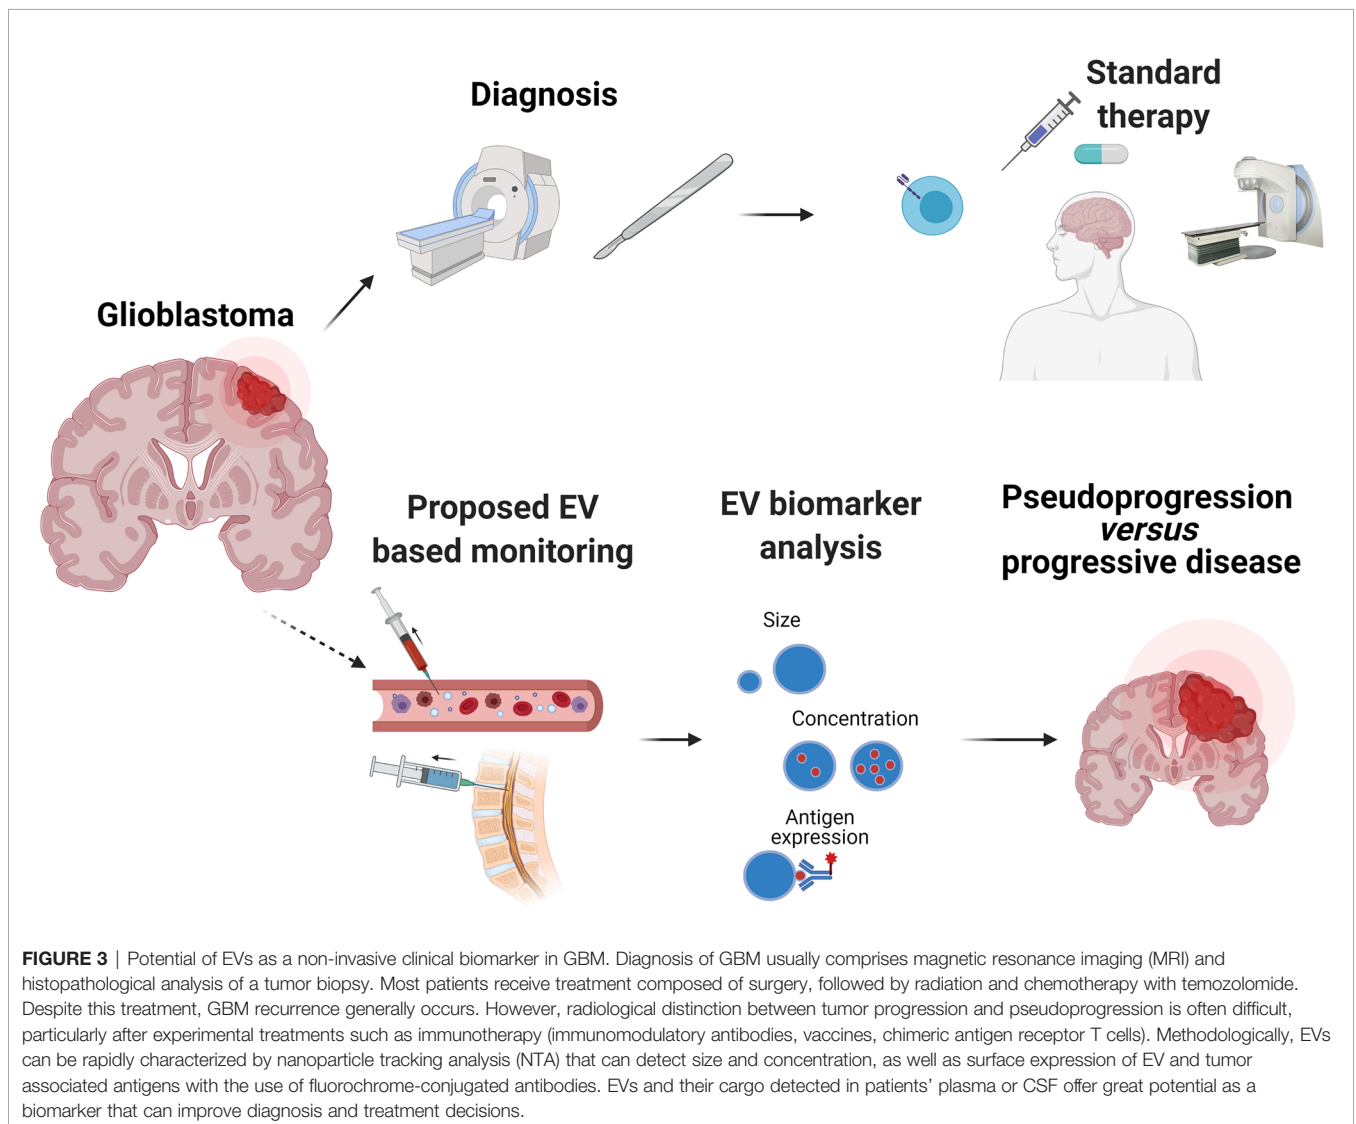 Diagnosis
Standard
therapy
Glioblastoma
Proposed EV
based monitoring
EV biomarker
analysis
Pseudoprogression
versus
progressive disease
Size
Concentration
Antigen
expression
FIGURE 3 | Potential of EVs as a non-invasive clinical biomarker in GBM. Diagnosis of GBM usually comprises magnetic resonance imaging (MRI) and
histopathological analysis of a tumor biopsy. Most patients receive treatment composed of surgery, followed by radiation and chemotherapy with temozolomide.
Despite this treatment, GBM recurrence generally occurs. However, radiological distinction between tumor progression and pseudoprogression is often difficult,
particularly after experimental treatments such as immunotherapy (immunomodulatory antibodies, vaccines, chimeric antigen receptor T cells). Methodologically, EVs
can be rapidly characterized by nanoparticle tracking analysis (NTA) that can detect size and concentration, as well as surface expression of EV and tumor
associated antigens with the use of fluorochrome-conjugated antibodies. EVs and their cargo detected in patients’ plasma or CSF offer great potential as a
biomarker that can improve diagnosis and treatment decisions.